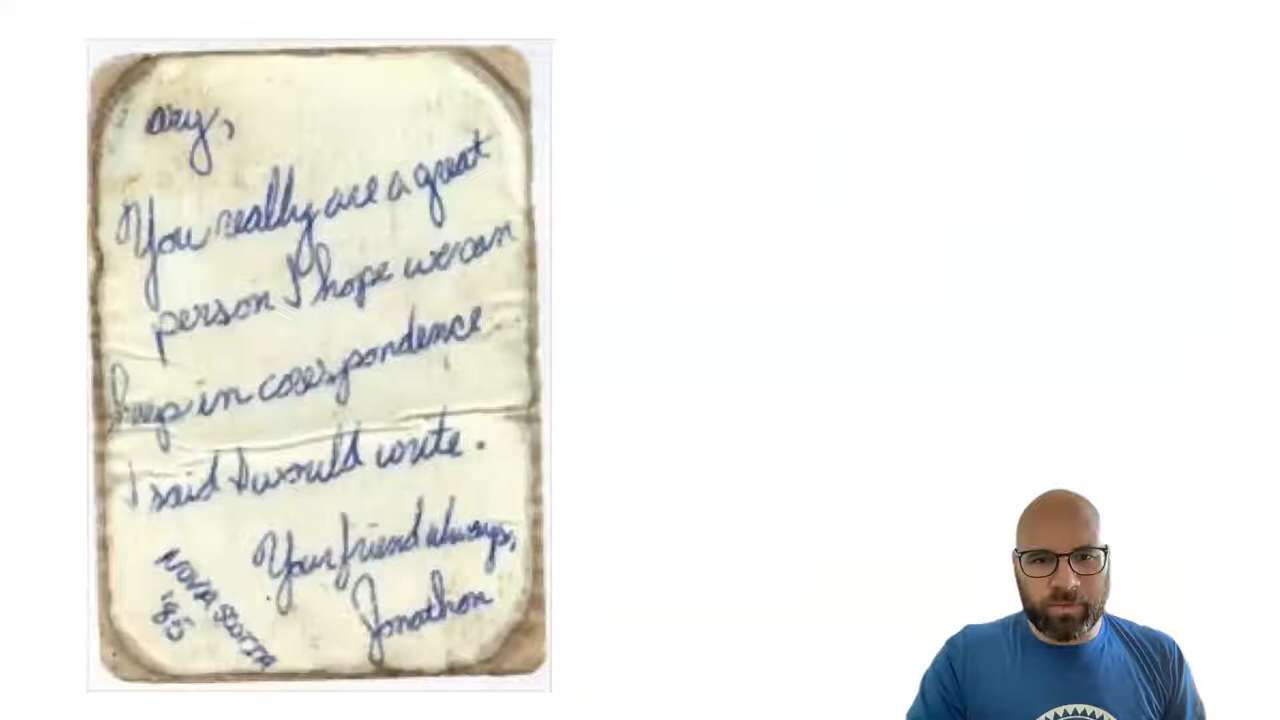 ary,
You really are a great
person I hope we can
keep in correspondence.
I said I would write.
Your friend always,
Jonathon
NOVA SCOTIA
'85